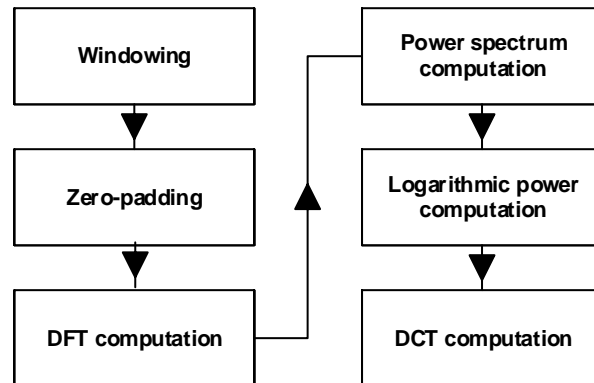 Windowing
Zero-padding
DFT computation
Power spectrum
computation
Logarithmic power
computation
DCT computation